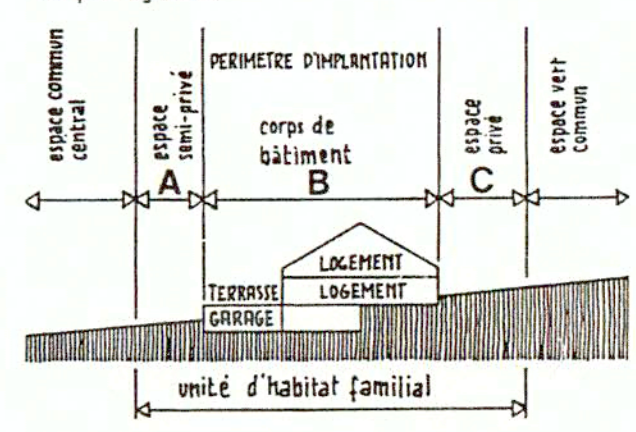 PERIMETRE D'IMPLANTATION
espace commun
central
espace
semi-privé
corps de
bâtiment
espace
privé
espace vert
commun
A
B
C
LOGEMENT
TERRASSE
LOGEMENT
GARAGE
unité d'habitat familial